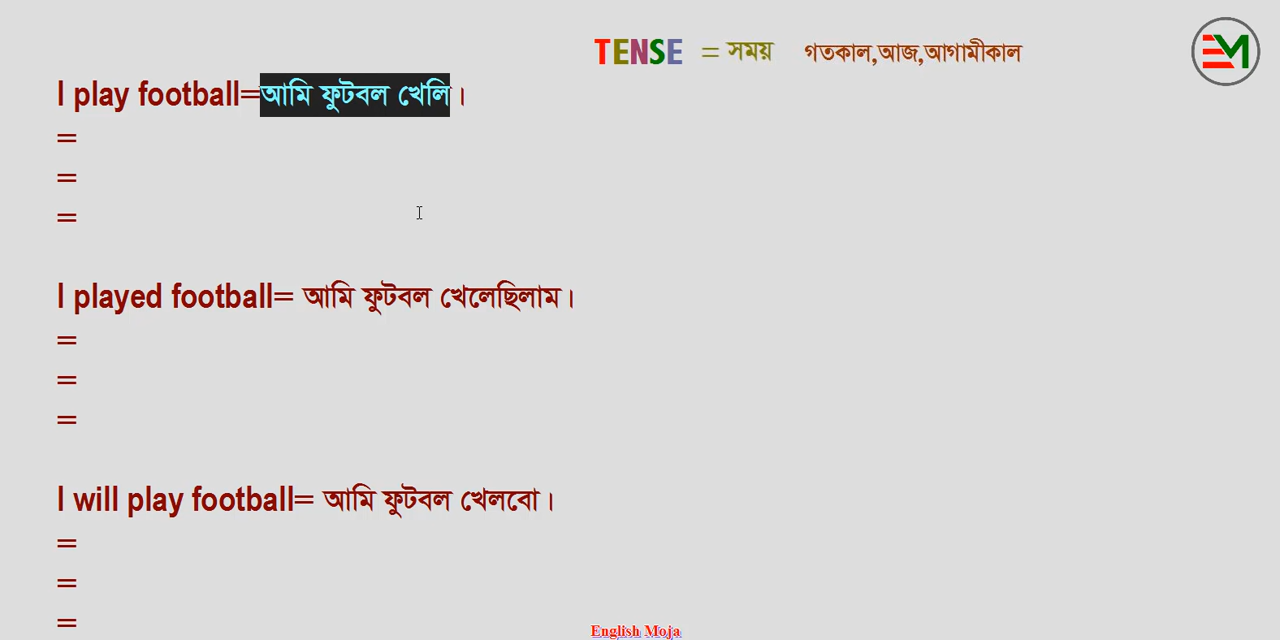 TENSE = সময় গতকাল,আজ,আগামীকাল
EM
I play football=আমি ফুটবল খেলি।
=
=
=
I played football= আমি ফুটবল খেলেছিলাম।
=
=
=
I will play football= আমি ফুটবল খেলবো।
=
=
=
English Moja